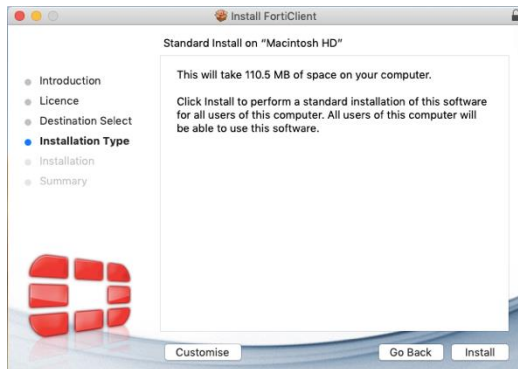 Install FortiClient
Standard Install on “Macintosh HD”
Introduction
Licence
Destination Select
Installation Type
Installation
Summary
This will take 110.5 MB of space on your computer.
Click Install to perform a standard installation of this software
for all users of this computer. All users of this computer will
be able to use this software.
Customise
Go Back
Install